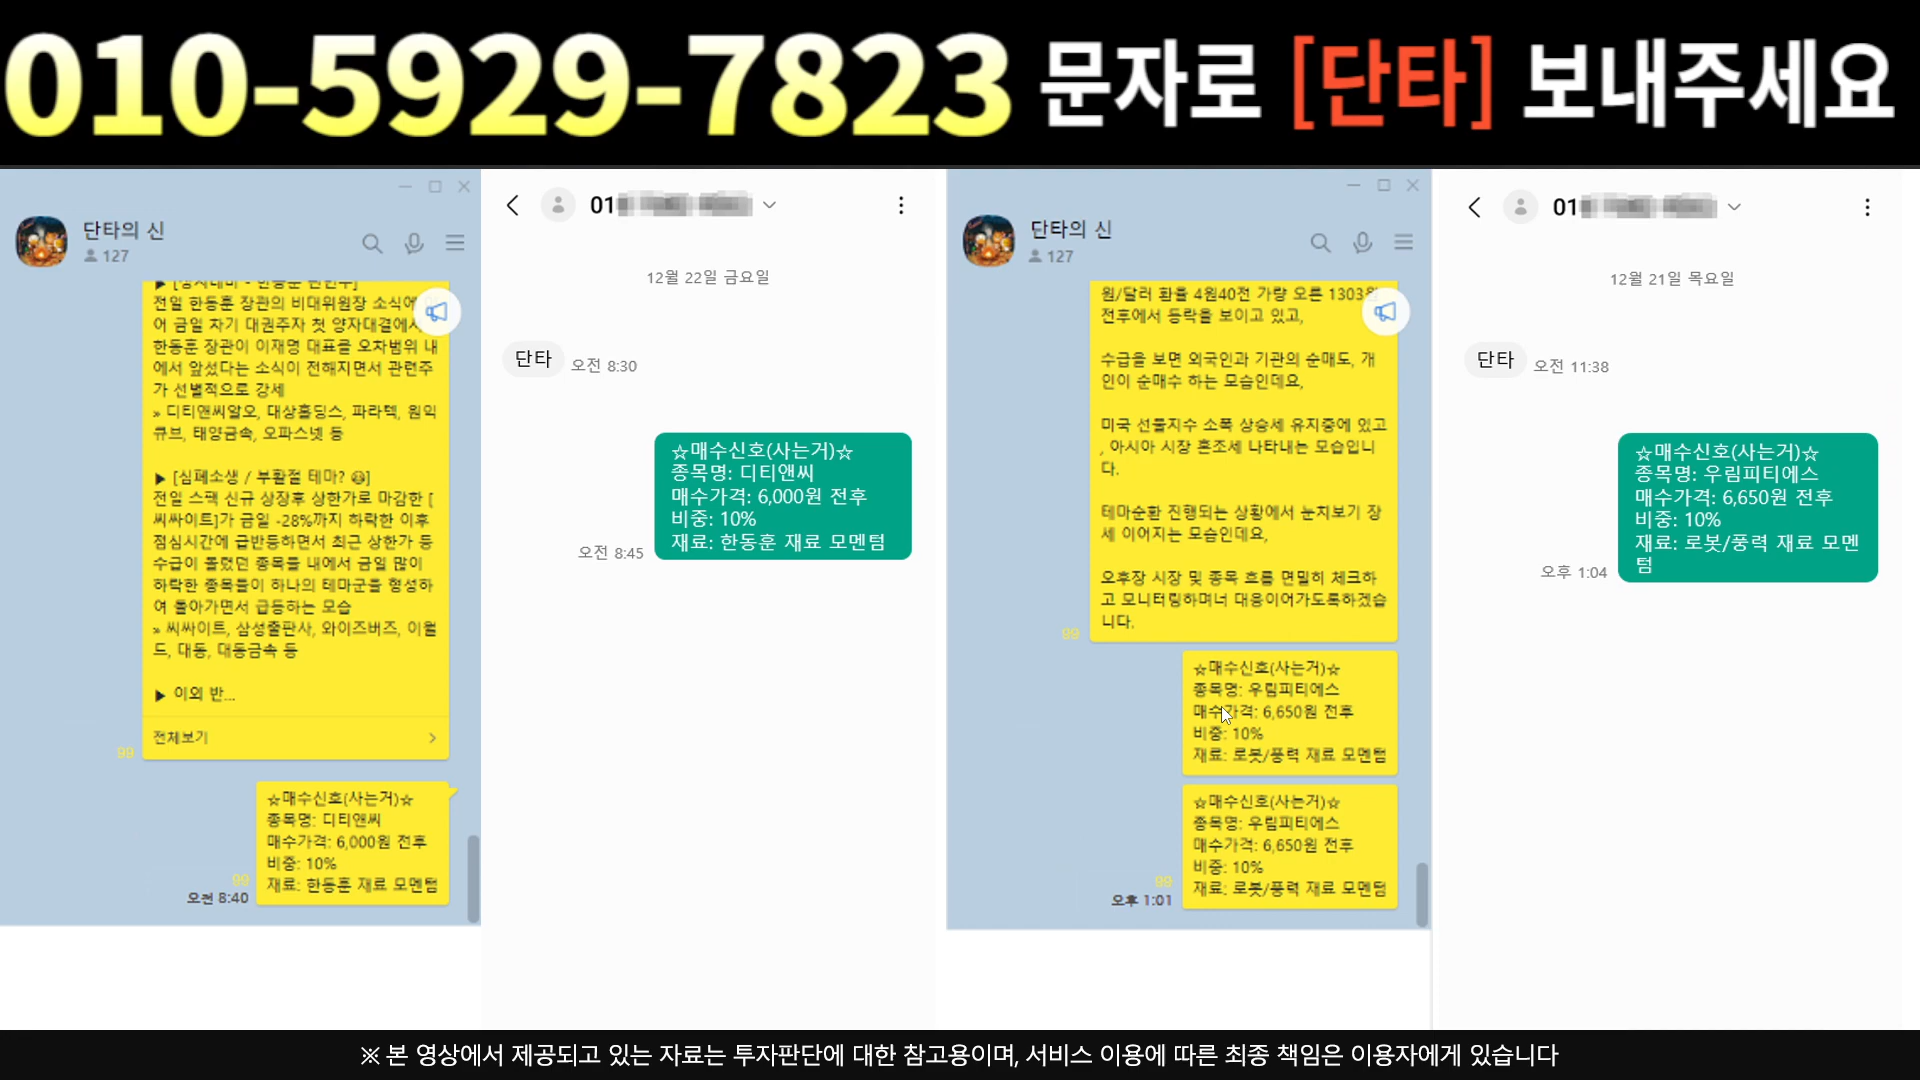 010-5929-7823 문자로 [단타] 보내주세요
단타의 신
127
전일 한동훈 장관의 비대위원장 소식에
어 금일 차기 대권주자 첫 양자대결에서
한동훈 장관이 이재명 대표를 오차범위 내
에서 앞섰다는 소식이 전해지면서 관련주
가 선별적으로 강세
» 디티앤씨알오, 대상홀딩스, 파라텍, 원익
큐브, 태양금속, 오파스넷 등
▶ [심폐소생 / 부활절 테마? 😆]
전일 스팩 신규 상장후 상한가로 마감한 [
씨싸이트]가 금일 -28%까지 하락한 이후
점심시간에 급반등하면서 최근 상한가 등
수급이 몰렸던 종목들 내에서 금일 많이
하락한 종목들이 하나의 테마군을 형성하
여 돌아가면서 급등하는 모습
» 씨싸이트, 삼성출판사, 와이즈버즈, 이월
드, 대동, 대동금속 등
▶ 이외 반...
전체보기
99
☆매수신호(사는거)☆
종목명: 디티앤씨
매수가격: 6,000원 전후
비중: 10%
재료: 한동훈 재료 모멘텀
99
오전 8:40
01
12월 22일 금요일
단타
오전 8:30
☆매수신호(사는거)☆
종목명: 디티앤씨
매수가격: 6,000원 전후
비중: 10%
재료: 한동훈 재료 모멘텀
오전 8:45
단타의 신
127
원/달러 환율 4원40전 가량 오른 1303원
전후에서 등락을 보이고 있고,
수급을 보면 외국인과 기관의 순매도, 개
인이 순매수 하는 모습인데요,
미국 선물지수 소폭 상승세 유지중에 있고
, 아시아 시장 혼조세 나타내는 모습입니
다.
테마순환 진행되는 상황에서 눈치보기 장
세 이어지는 모습인데요,
오후장 시장 및 종목 흐름 면밀히 체크하
고 모니터링하며너 대응이어가도록하겠습
니다.
99
☆매수신호(사는거)☆
종목명: 우림피티에스
매수가격: 6,650원 전후
비중: 10%
재료: 로봇/풍력 재료 모멘텀
☆매수신호(사는거)☆
종목명: 우림피티에스
매수가격: 6,650원 전후
비중: 10%
재료: 로봇/풍력 재료 모멘텀
99
오후 1:01
01
12월 21일 목요일
단타
오전 11:38
☆매수신호(사는거)☆
종목명: 우림피티에스
매수가격: 6,650원 전후
비중: 10%
재료: 로봇/풍력 재료 모멘
텀
오후 1:04
※ 본 영상에서 제공되고 있는 자료는 투자판단에 대한 참고용이며, 서비스 이용에 따른 최종 책임은 이용자에게 있습니다